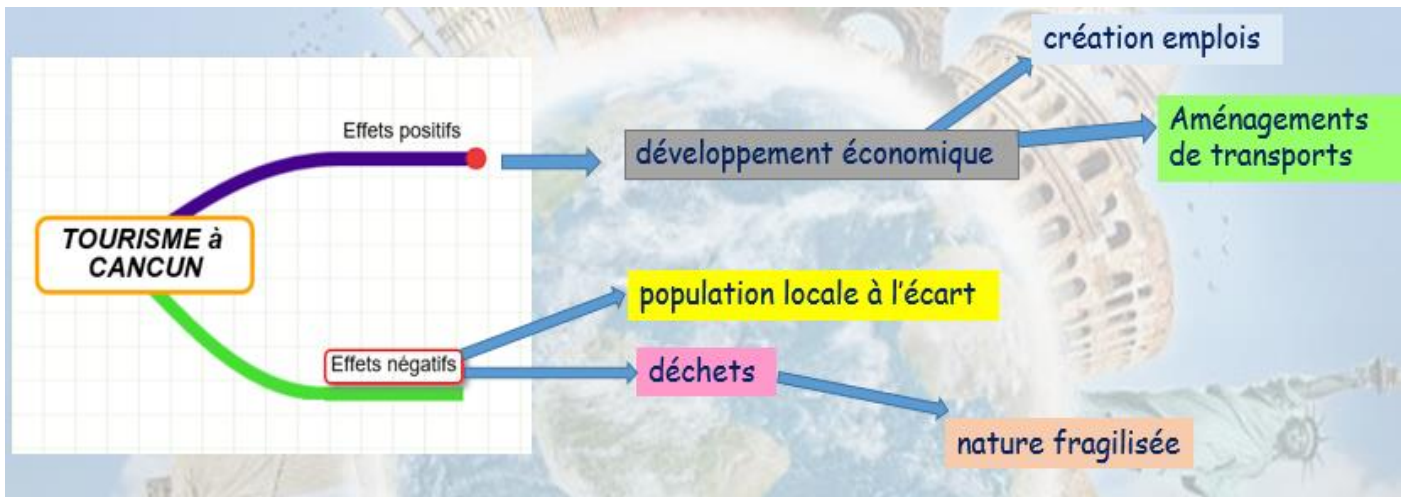 création emplois
Effets positifs
Aménagements
de transports
développement économique
TOURISME à
CANCUN
population locale à l'écart
Effets négatifs
déchets
nature fragilisée